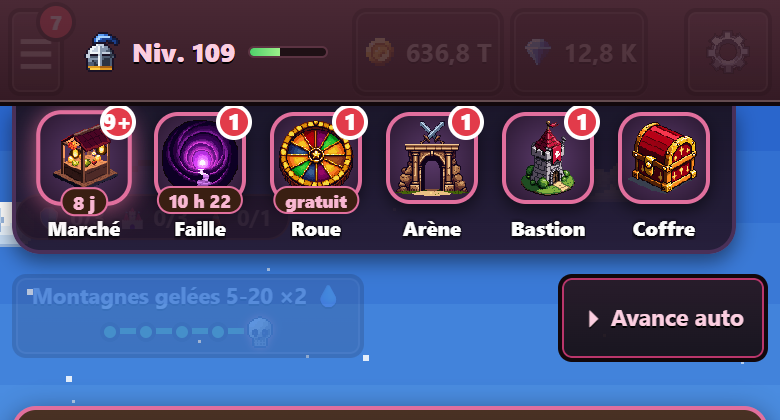 7
Niv. 109
636,8 T
12,8 K
9+
1
1
1
1
8 j
10 h 22
gratuit
Marché
Faille
Roue
Arène
Bastion
Coffre
Montagnes gelées 5-20 ×2
Avance auto